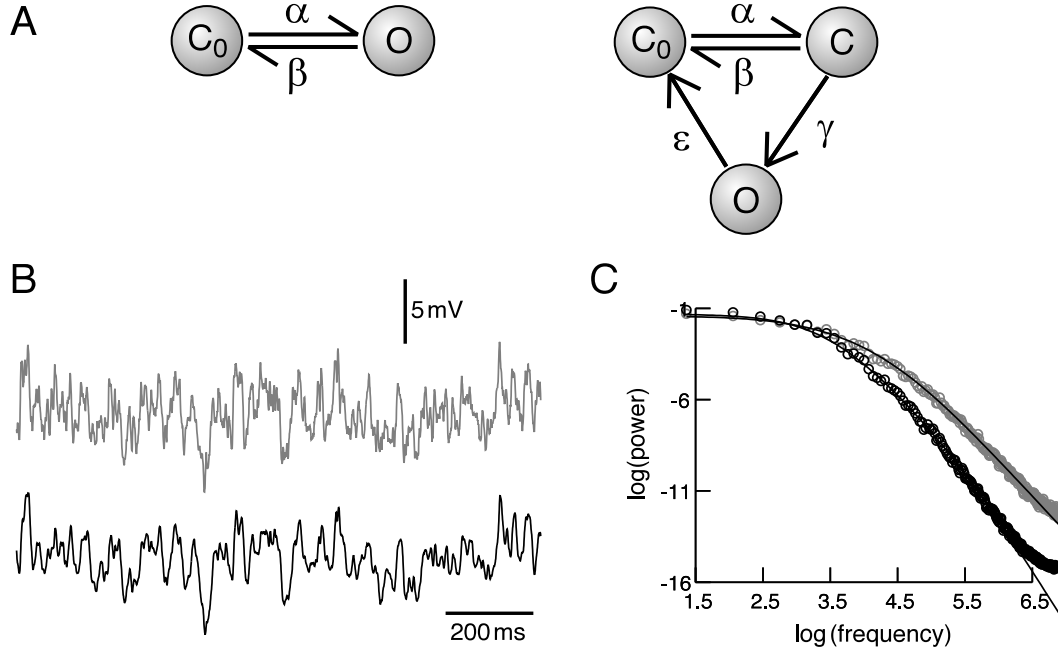 A
C0 α β O
C0 α β C
ε γ
O
B
5 mV
200 ms
C
log(power)
-1
-6
-11
-16
1.5 2.5 3.5 4.5 5.5 6.5
log(frequency)